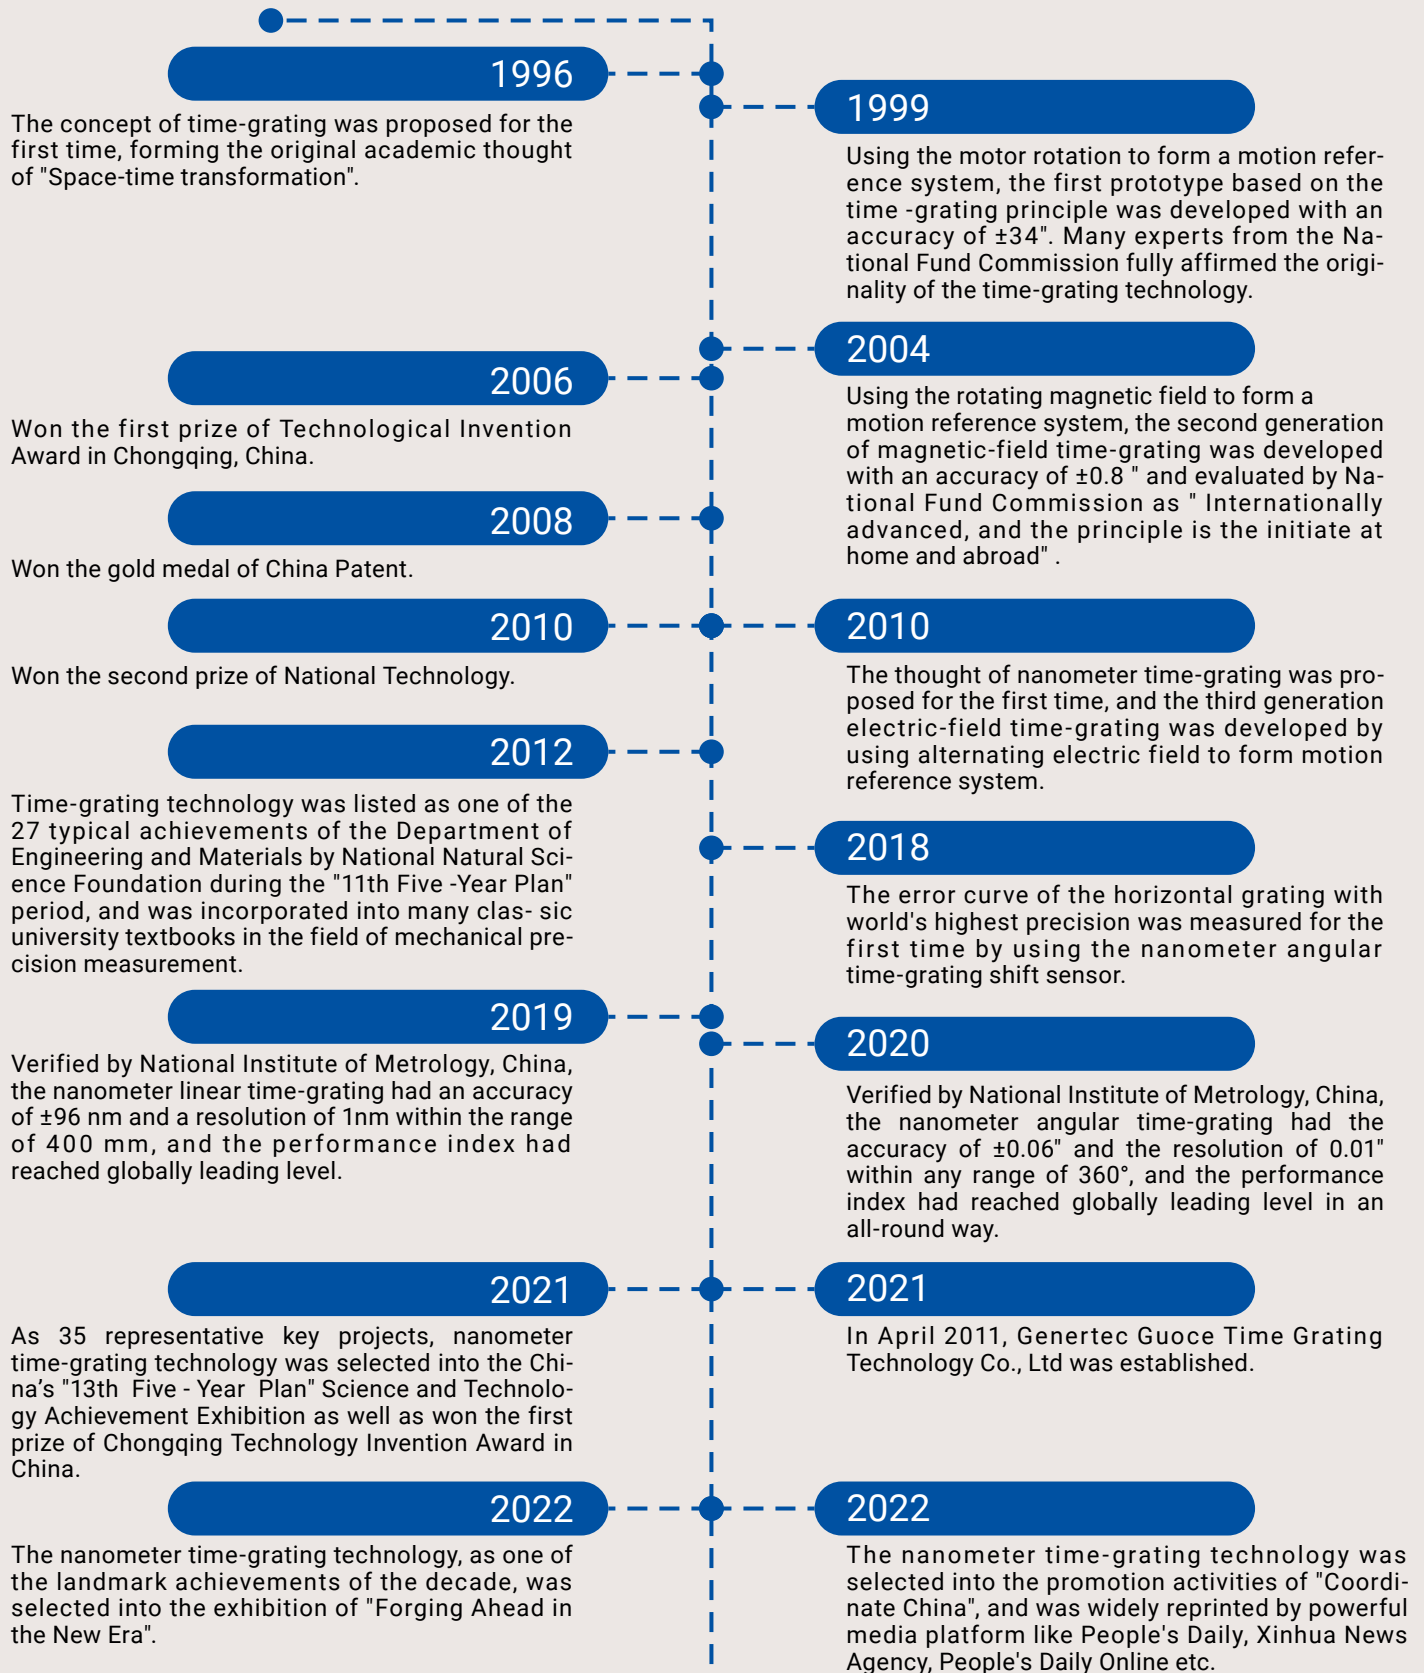 1996
The concept of time-grating was proposed for the
first time, forming the original academic thought
of "Space-time transformation".
1999
Using the motor rotation to form a motion refer-
ence system, the first prototype based on the
time -grating principle was developed with an
accuracy of ±34". Many experts from the Na-
tional Fund Commission fully affirmed the origi-
nality of the time-grating technology.
2004
Using the rotating magnetic field to form a
motion reference system, the second generation
of magnetic-field time-grating was developed
with an accuracy of ±0.8 " and evaluated by Na-
tional Fund Commission as " Internationally
advanced, and the principle is the initiate at
home and abroad" .
2006
Won the first prize of Technological Invention
Award in Chongqing, China.
2008
Won the gold medal of China Patent.
2010
Won the second prize of National Technology.
2010
The thought of nanometer time-grating was pro-
posed for the first time, and the third generation
electric-field time-grating was developed by
using alternating electric field to form motion
reference system.
2012
Time-grating technology was listed as one of the
27 typical achievements of the Department of
Engineering and Materials by National Natural Sci-
ence Foundation during the "11th Five -Year Plan"
period, and was incorporated into many clas- sic
university textbooks in the field of mechanical pre-
cision measurement.
2018
The error curve of the horizontal grating with
world's highest precision was measured for the
first time by using the nanometer angular
time-grating shift sensor.
2019
Verified by National Institute of Metrology, China,
the nanometer linear time-grating had an accuracy
of ±96 nm and a resolution of 1nm within the range
of 400 mm, and the performance index had
reached globally leading level.
2020
Verified by National Institute of Metrology, China,
the nanometer angular time-grating had the
accuracy of ±0.06" and the resolution of 0.01"
within any range of 360°, and the performance
index had reached globally leading level in an
all-round way.
2021
As 35 representative key projects, nanometer
time-grating technology was selected into the Chi-
na’s "13th Five - Year Plan" Science and Technolo-
gy Achievement Exhibition as well as won the first
prize of Chongqing Technology Invention Award in
China.
2021
In April 2011, Genertec Guoce Time Grating
Technology Co., Ltd was established.
2022
The nanometer time-grating technology, as one of
the landmark achievements of the decade, was
selected into the exhibition of "Forging Ahead in
the New Era".
2022
The nanometer time-grating technology was
selected into the promotion activities of "Coordi-
nate China", and was widely reprinted by powerful
media platform like People's Daily, Xinhua News
Agency, People's Daily Online etc.